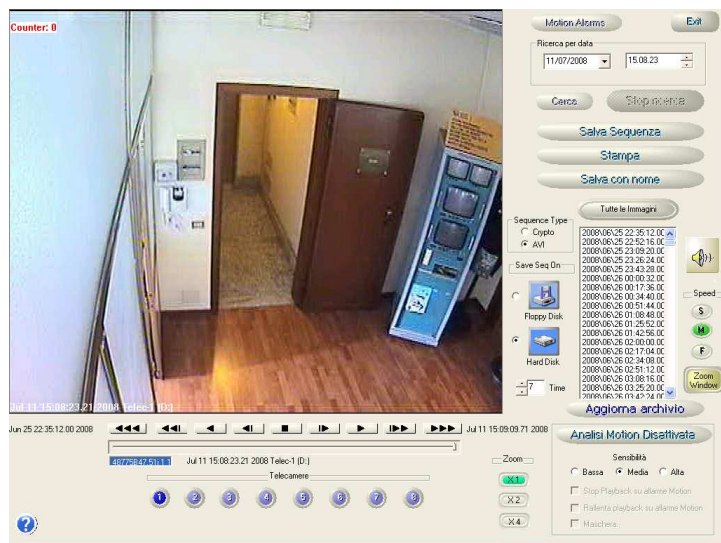 Counter: 0
Motion Alarms
Exit
Ricerca per data
11/07/2008
15.08.23
Cerca
Stop ricerca
Salva Sequenza
Stampa
Salva con nome
Tutte le Immagini
Sequence Type
Crypto
AVI
Save Seq On
Floppy Disk
Hard Disk
7 Time
2008\06\25 22:35:12.00
2008\06\25 22:52:16.00
2008\06\25 23:09:20.00
2008\06\25 23:26:24.00
2008\06\25 23:43:28.00
2008\06\26 00:00:32.00
2008\06\26 00:17:36.00
2008\06\26 00:34:40.00
2008\06\26 00:51:44.00
2008\06\26 01:08:48.00
2008\06\26 01:25:52.00
2008\06\26 01:42:56.00
2008\06\26 02:00:00.00
2008\06\26 02:17:04.00
2008\06\26 02:34:08.00
2008\06\26 02:51:12.00
2008\06\26 03:08:16.00
2008\06\26 03:25:20.00
2008\06\26 03:42:24.00
Speed
S
M
F
Zoom Window
Aggiorna archivio
Jul 11 15:08:23.21 2008 Telec-1 (D:)
Jun 25 22:35:12.00 2008
Jul 11 15:09:09.71 2008
Jul 11 15:08:23.21 2008 Telec-1 (D:)
Telecamere
1 2 3 4 5 6 7 8
Zoom
X 1
X 2
X 4
Analisi Motion Disattivata
Sensibilità
Bassa Media Alta
Stop Playback su allarme Motion
Rallenta playback su allarme Motion
Maschera